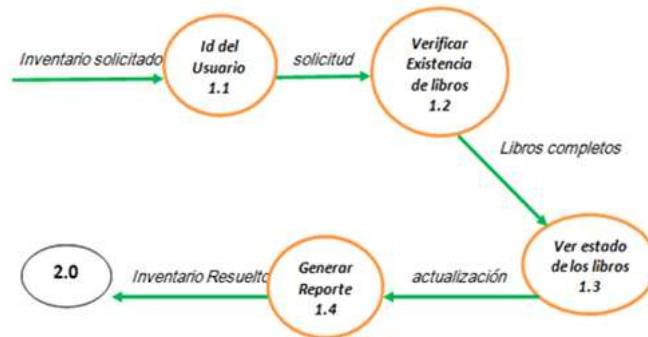 Inventario solicitado
Id del
Usuario
1.1
solicitud
Verificar
Existencia
de libros
1.2
Libros completos
Ver estado
de los libros
1.3
actualización
Generar
Reporte
1.4
Inventario Resuelto
2.0